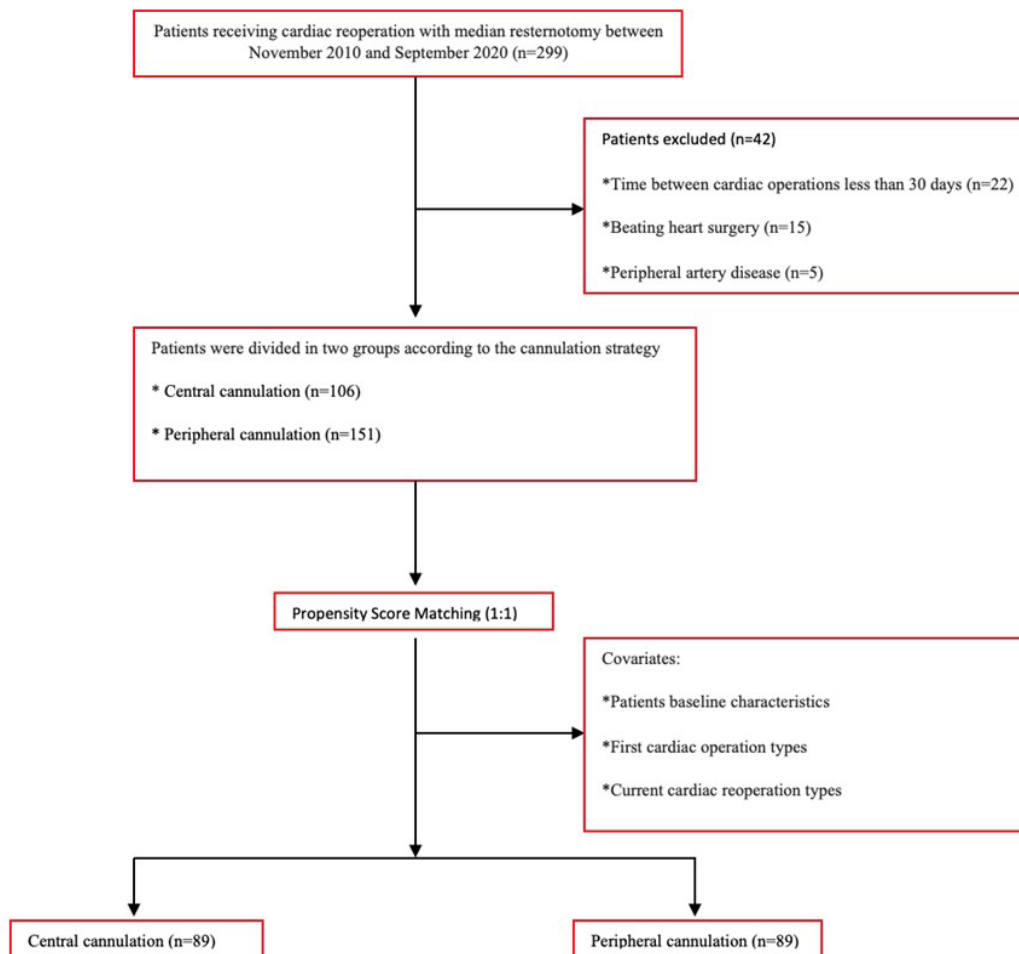 Patients receiving cardiac reoperation with median resternotomy between
November 2010 and September 2020 (n=299)
Patients excluded (n=42)
*Time between cardiac operations less than 30 days (n=22)
*Beating heart surgery (n=15)
*Peripheral artery disease (n=5)
Patients were divided in two groups according to the cannulation strategy
* Central cannulation (n=106)
* Peripheral cannulation (n=151)
Propensity Score Matching (1:1)
Covariates:
*Patients baseline characteristics
*First cardiac operation types
*Current cardiac reoperation types
Central cannulation (n=89)
Peripheral cannulation (n=89)